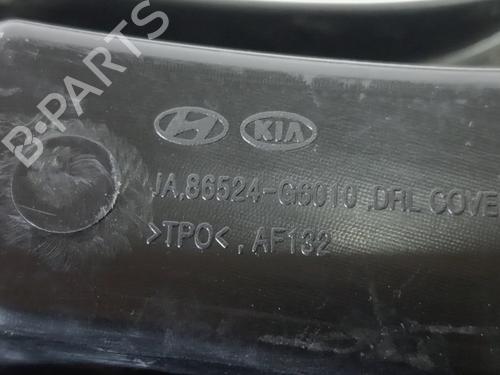 B-PARTS
KIA
JA.86524-G6010 .DRL COVE
>TPO< , AF132